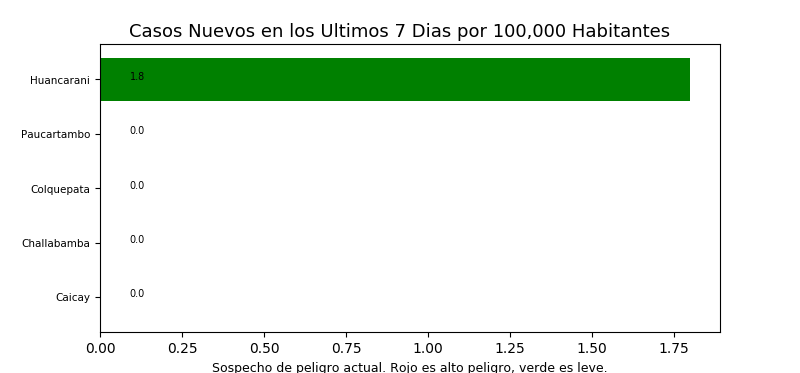 Casos Nuevos en los Ultimos 7 Dias por 100,000 Habitantes
Huancarani 1.8
Paucartambo 0.0
Colquepata 0.0
Challabamba 0.0
Caicay 0.0
0.00 0.25 0.50 0.75 1.00 1.25 1.50 1.75
Sospecho de peligro actual. Rojo es alto peligro, verde es leve.